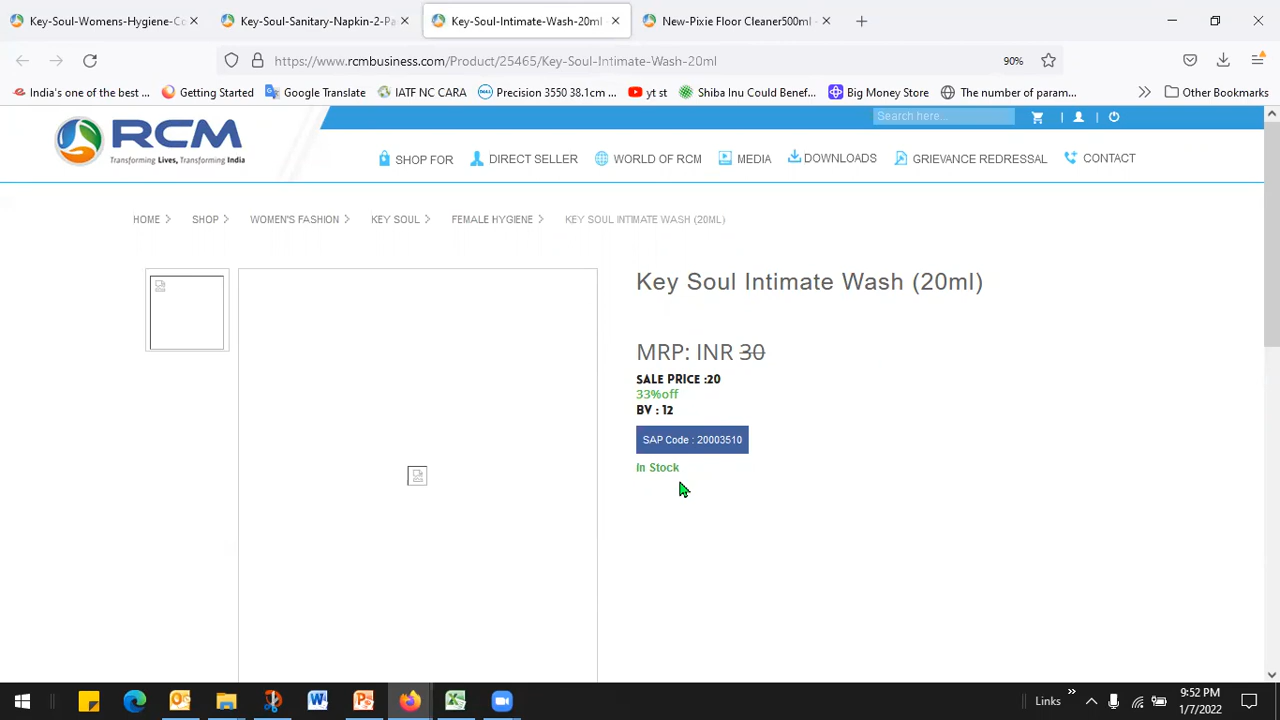 Key-Soul-Womens-Hygiene-Co
Key-Soul-Sanitary-Napkin-2-Pa
Key-Soul-Intimate-Wash-20ml
New-Pixie Floor Cleaner500ml -
https://www.rcmbusiness.com/Product/25465/Key-Soul-Intimate-Wash-20ml
90%
India's one of the best ...
Getting Started
Google Translate
IATF NC CARA
Precision 3550 38.1cm ...
yt st
Shiba Inu Could Benef...
Big Money Store
The number of param...
Other Bookmarks
RCM
Transforming Lives, Transforming India
Search here...
SHOP FOR
DIRECT SELLER
WORLD OF RCM
MEDIA
DOWNLOADS
GRIEVANCE REDRESSAL
CONTACT
HOME > SHOP > WOMEN'S FASHION > KEY SOUL > FEMALE HYGIENE > KEY SOUL INTIMATE WASH (20ML)
Key Soul Intimate Wash (20ml)
MRP: INR 30
SALE PRICE :20
33%off
BV : 12
SAP Code : 20003510
In Stock
Links
9:52 PM
1/7/2022